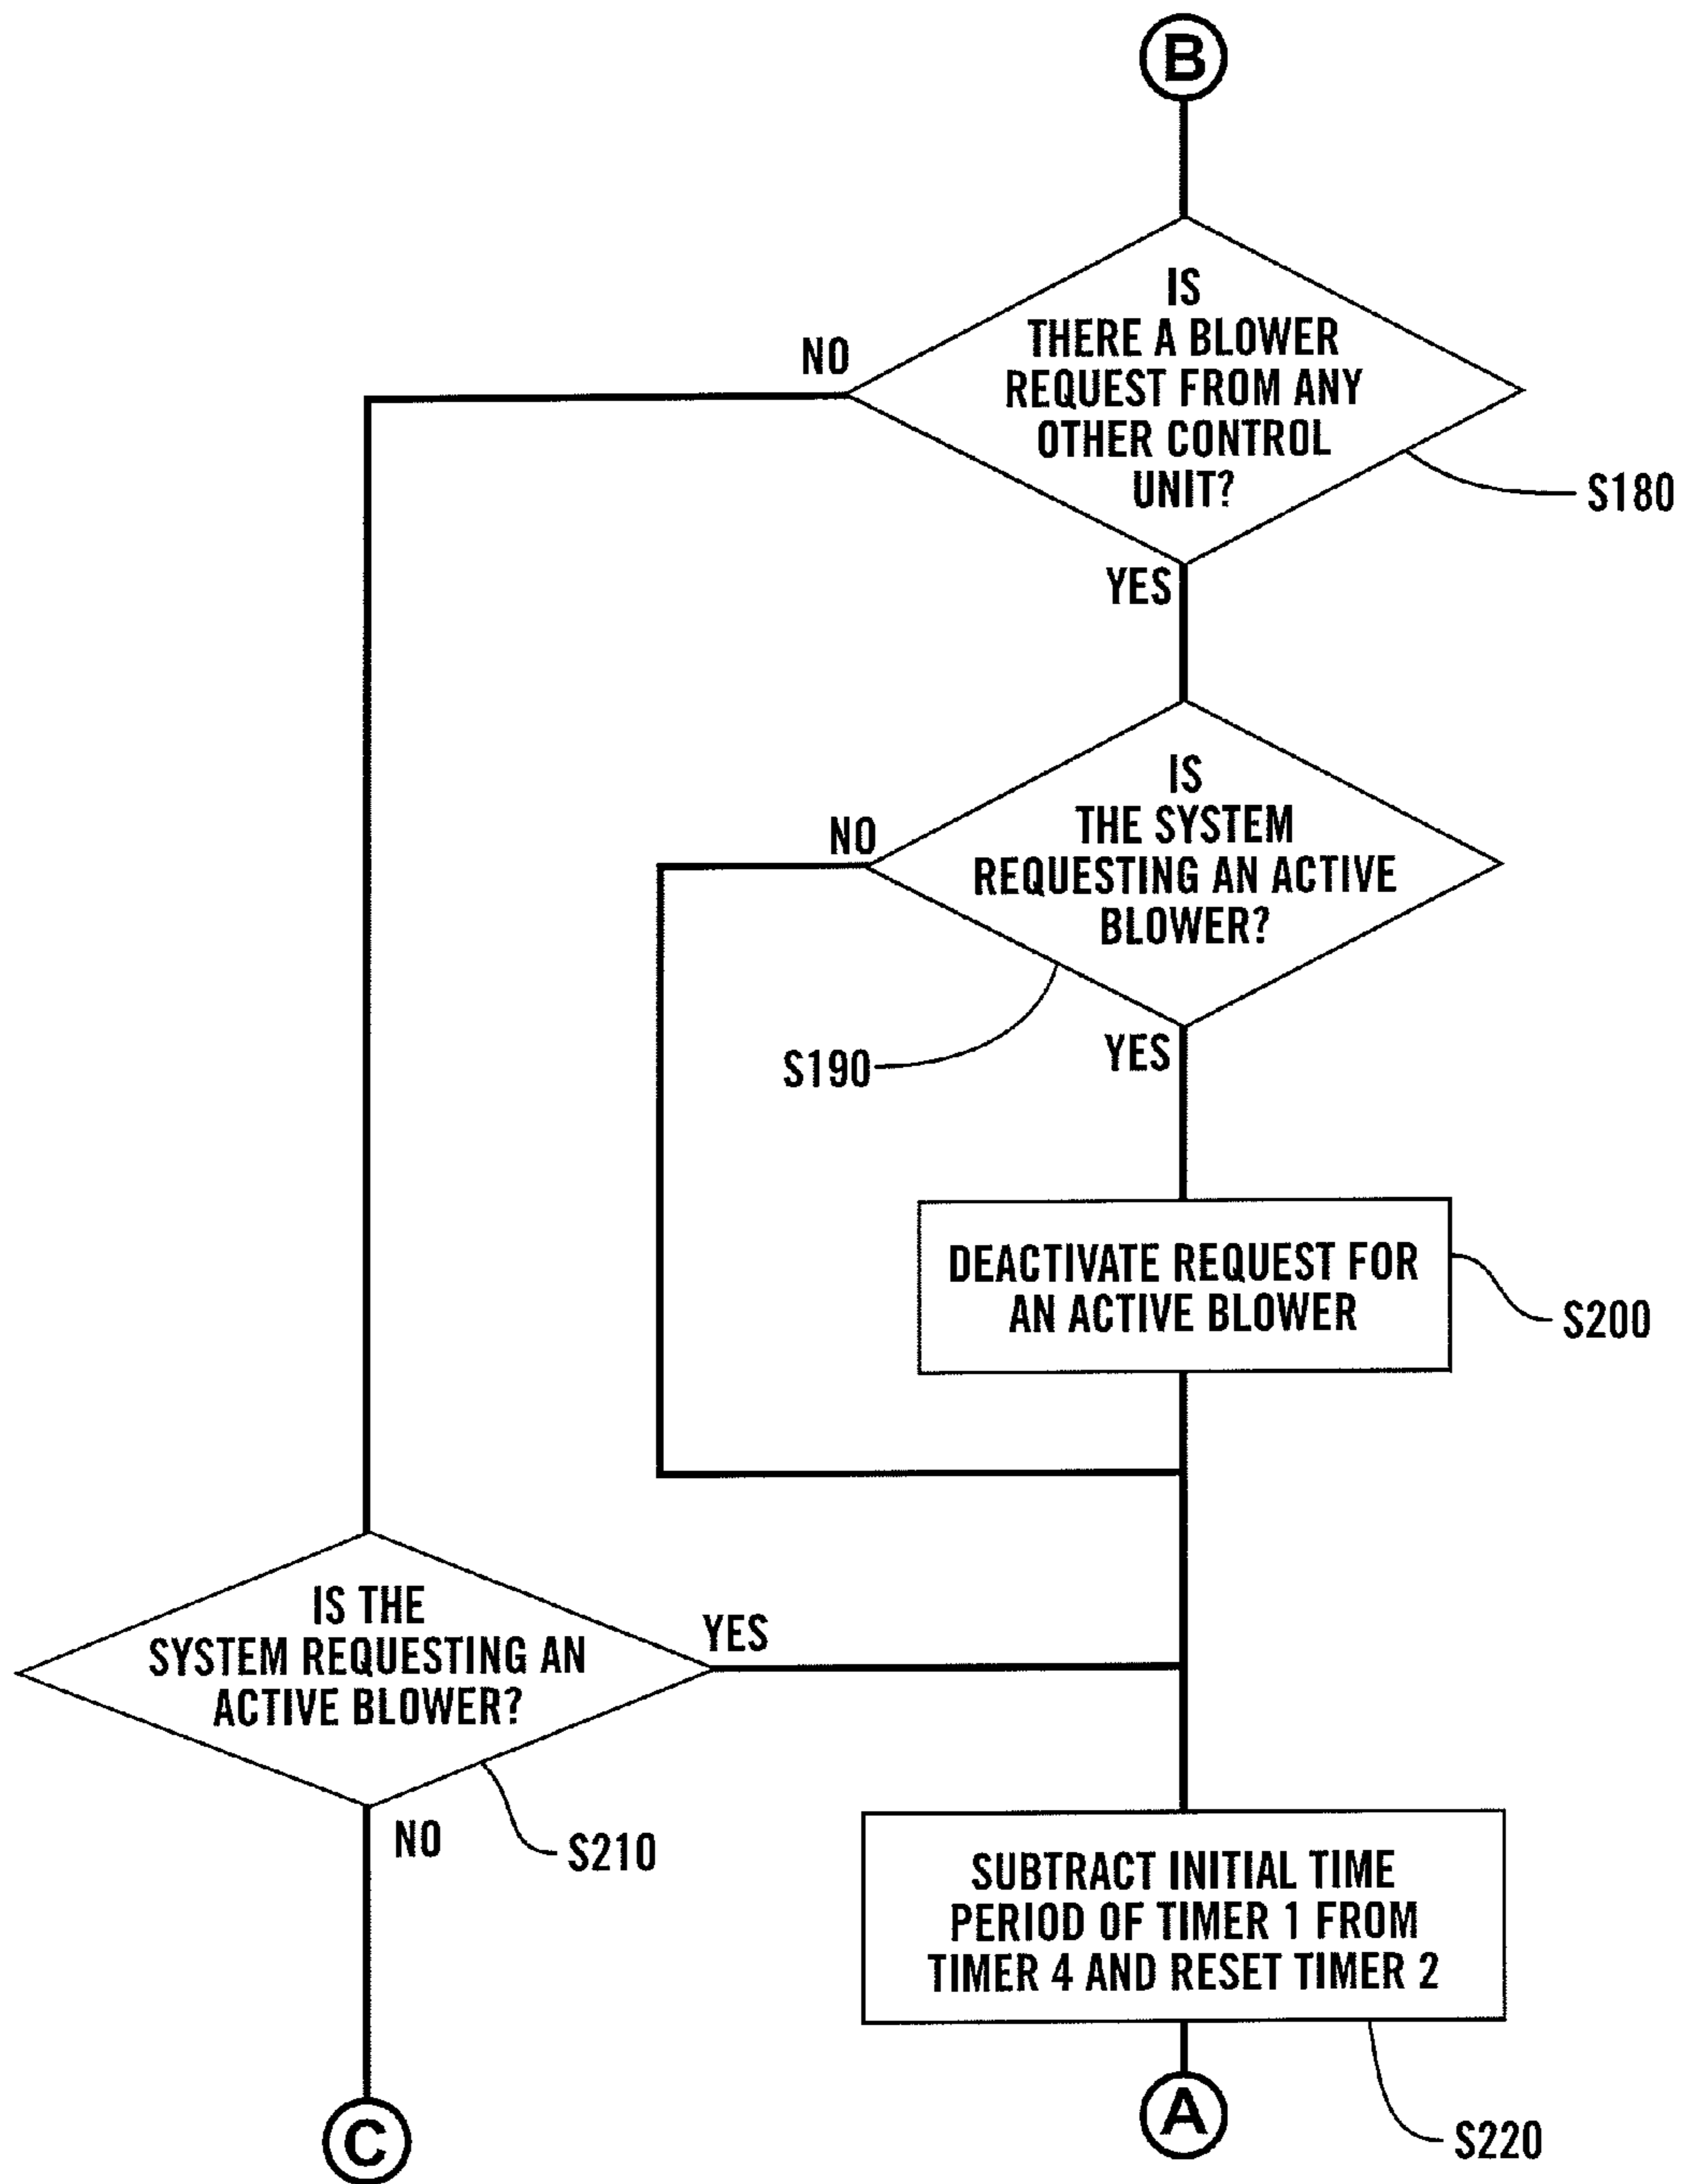 B
IS
THERE A BLOWER
REQUEST FROM ANY
OTHER CONTROL
UNIT?
NO
S180
YES
IS
THE SYSTEM
REQUESTING AN ACTIVE
BLOWER?
NO
S190
YES
DEACTIVATE REQUEST FOR
AN ACTIVE BLOWER
S200
IS THE
SYSTEM REQUESTING AN
ACTIVE BLOWER?
YES
NO
S210
SUBTRACT INITIAL TIME
PERIOD OF TIMER 1 FROM
TIMER 4 AND RESET TIMER 2
S220
C
A